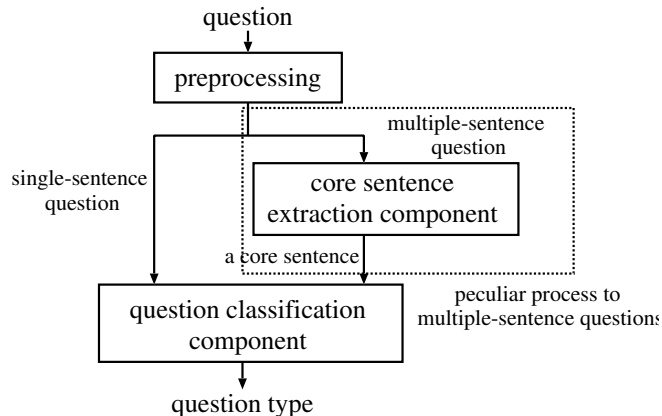 question
preprocessing
multiple-sentence
question
single-sentence
question
core sentence
extraction component
a core sentence
peculiar process to
multiple-sentence questions
question classification
component
question type